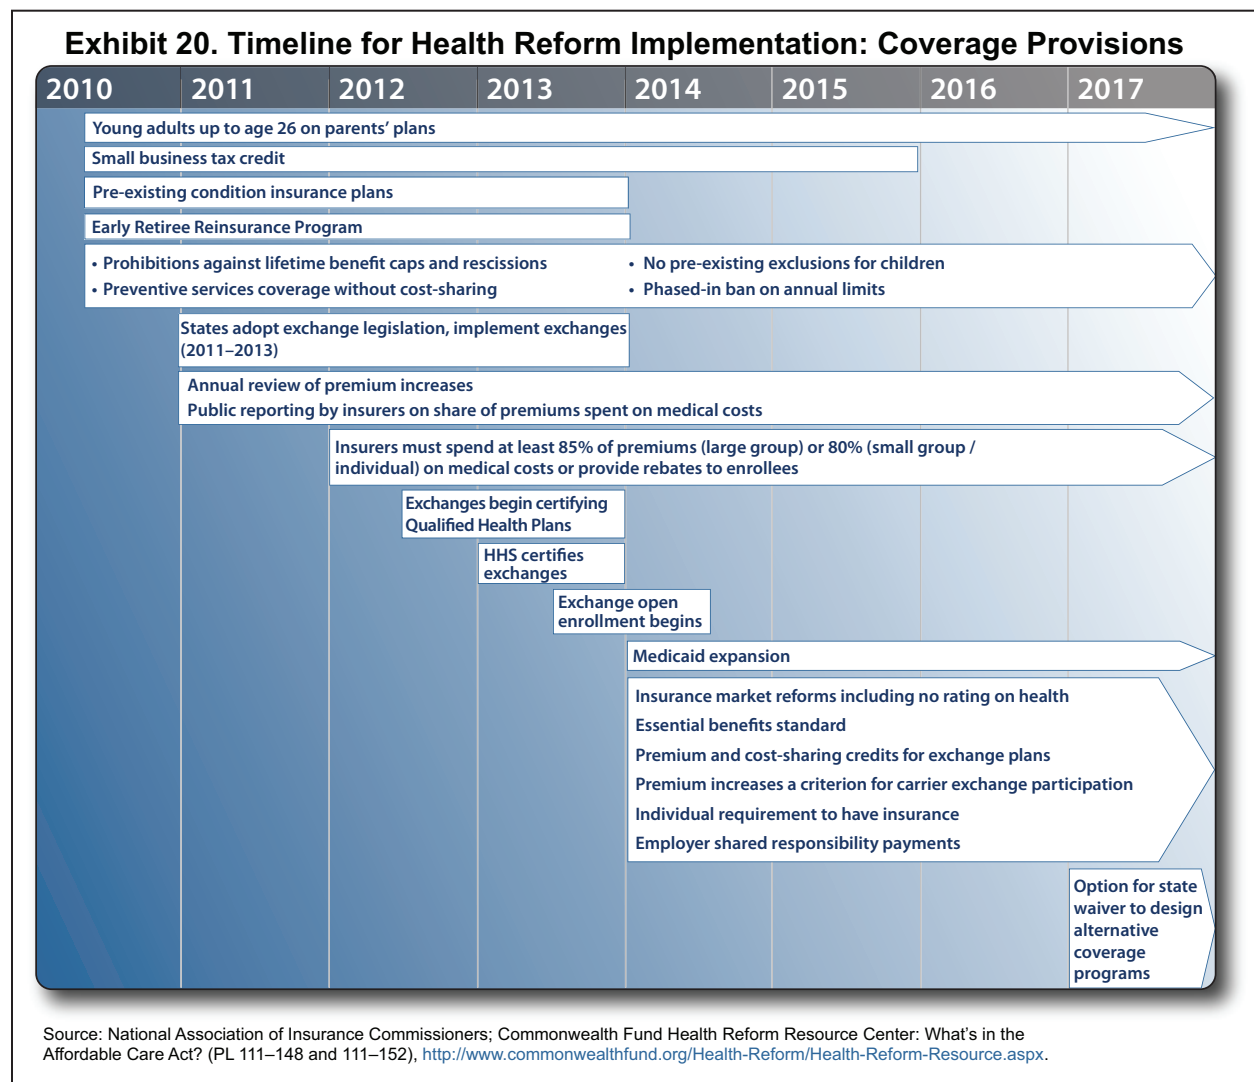 Exhibit 20. Timeline for Health Reform Implementation: Coverage Provisions
2010 2011 2012 2013 2014 2015 2016 2017
Young adults up to age 26 on parents’ plans
Small business tax credit
Pre-existing condition insurance plans
Early Retiree Reinsurance Program
• Prohibitions against lifetime benefit caps and rescissions • No pre-existing exclusions for children
• Preventive services coverage without cost-sharing • Phased-in ban on annual limits
States adopt exchange legislation, implement exchanges
(2011–2013)
Annual review of premium increases
Public reporting by insurers on share of premiums spent on medical costs
Insurers must spend at least 85% of premiums (large group) or 80% (small group /
individual) on medical costs or provide rebates to enrollees
Exchanges begin certifying
Qualified Health Plans
HHS certifies
exchanges
Exchange open
enrollment begins
Medicaid expansion
Insurance market reforms including no rating on health
Essential benefits standard
Premium and cost-sharing credits for exchange plans
Premium increases a criterion for carrier exchange participation
Individual requirement to have insurance
Employer shared responsibility payments
Option for state
waiver to design
alternative
coverage
programs
Source: National Association of Insurance Commissioners; Commonwealth Fund Health Reform Resource Center: What’s in the
Affordable Care Act? (PL 111–148 and 111–152), http://www.commonwealthfund.org/Health-Reform/Health-Reform-Resource.aspx.